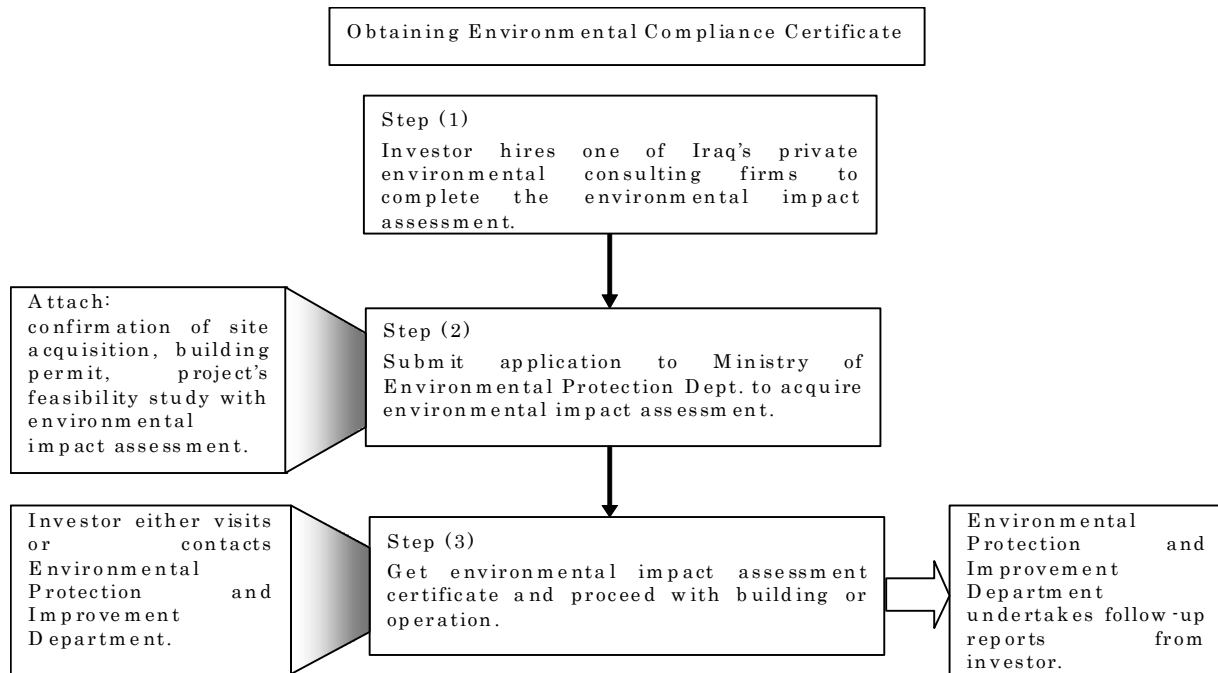 Obtaining Environmental Compliance Certificate
Step (1)
Investor hires one of Iraq's private
environmental consulting firms to
complete the environmental impact
assessment.
Attach:
confirmation of site
acquisition, building
permit, project's
feasibility study with
environmental
impact assessment.
Step (2)
Submit application to Ministry of
Environmental Protection Dept. to acquire
environmental impact assessment.
Investor either visits
or contacts
Environmental
Protection and
Improvement
Department.
Step (3)
Get environmental impact assessment
certificate and proceed with building or
operation.
Environmental
Protection and
Improvement
Department
undertakes follow-up
reports from
investor.